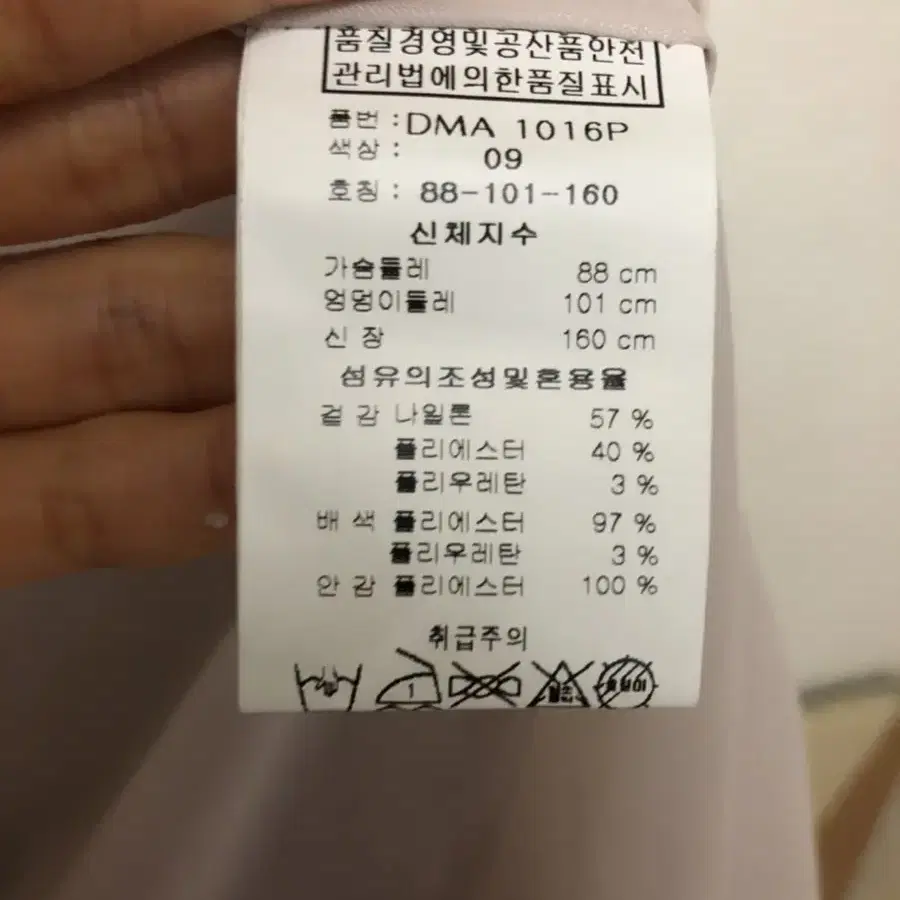 품질경영및공산품안전
관리법에의한품질표시
품번 : DMA 1016P
색상 : 09
호칭 : 88-101-160
신체지수
가슴둘레 88 cm
엉덩이둘레 101 cm
신 장 160 cm
섬유의조성및혼용율
겉 감 나일론 57 %
폴리에스터 40 %
폴리우레탄 3 %
배 색 폴리에스터 97 %
폴리우레탄 3 %
안 감 폴리에스터 100 %
취급주의
1